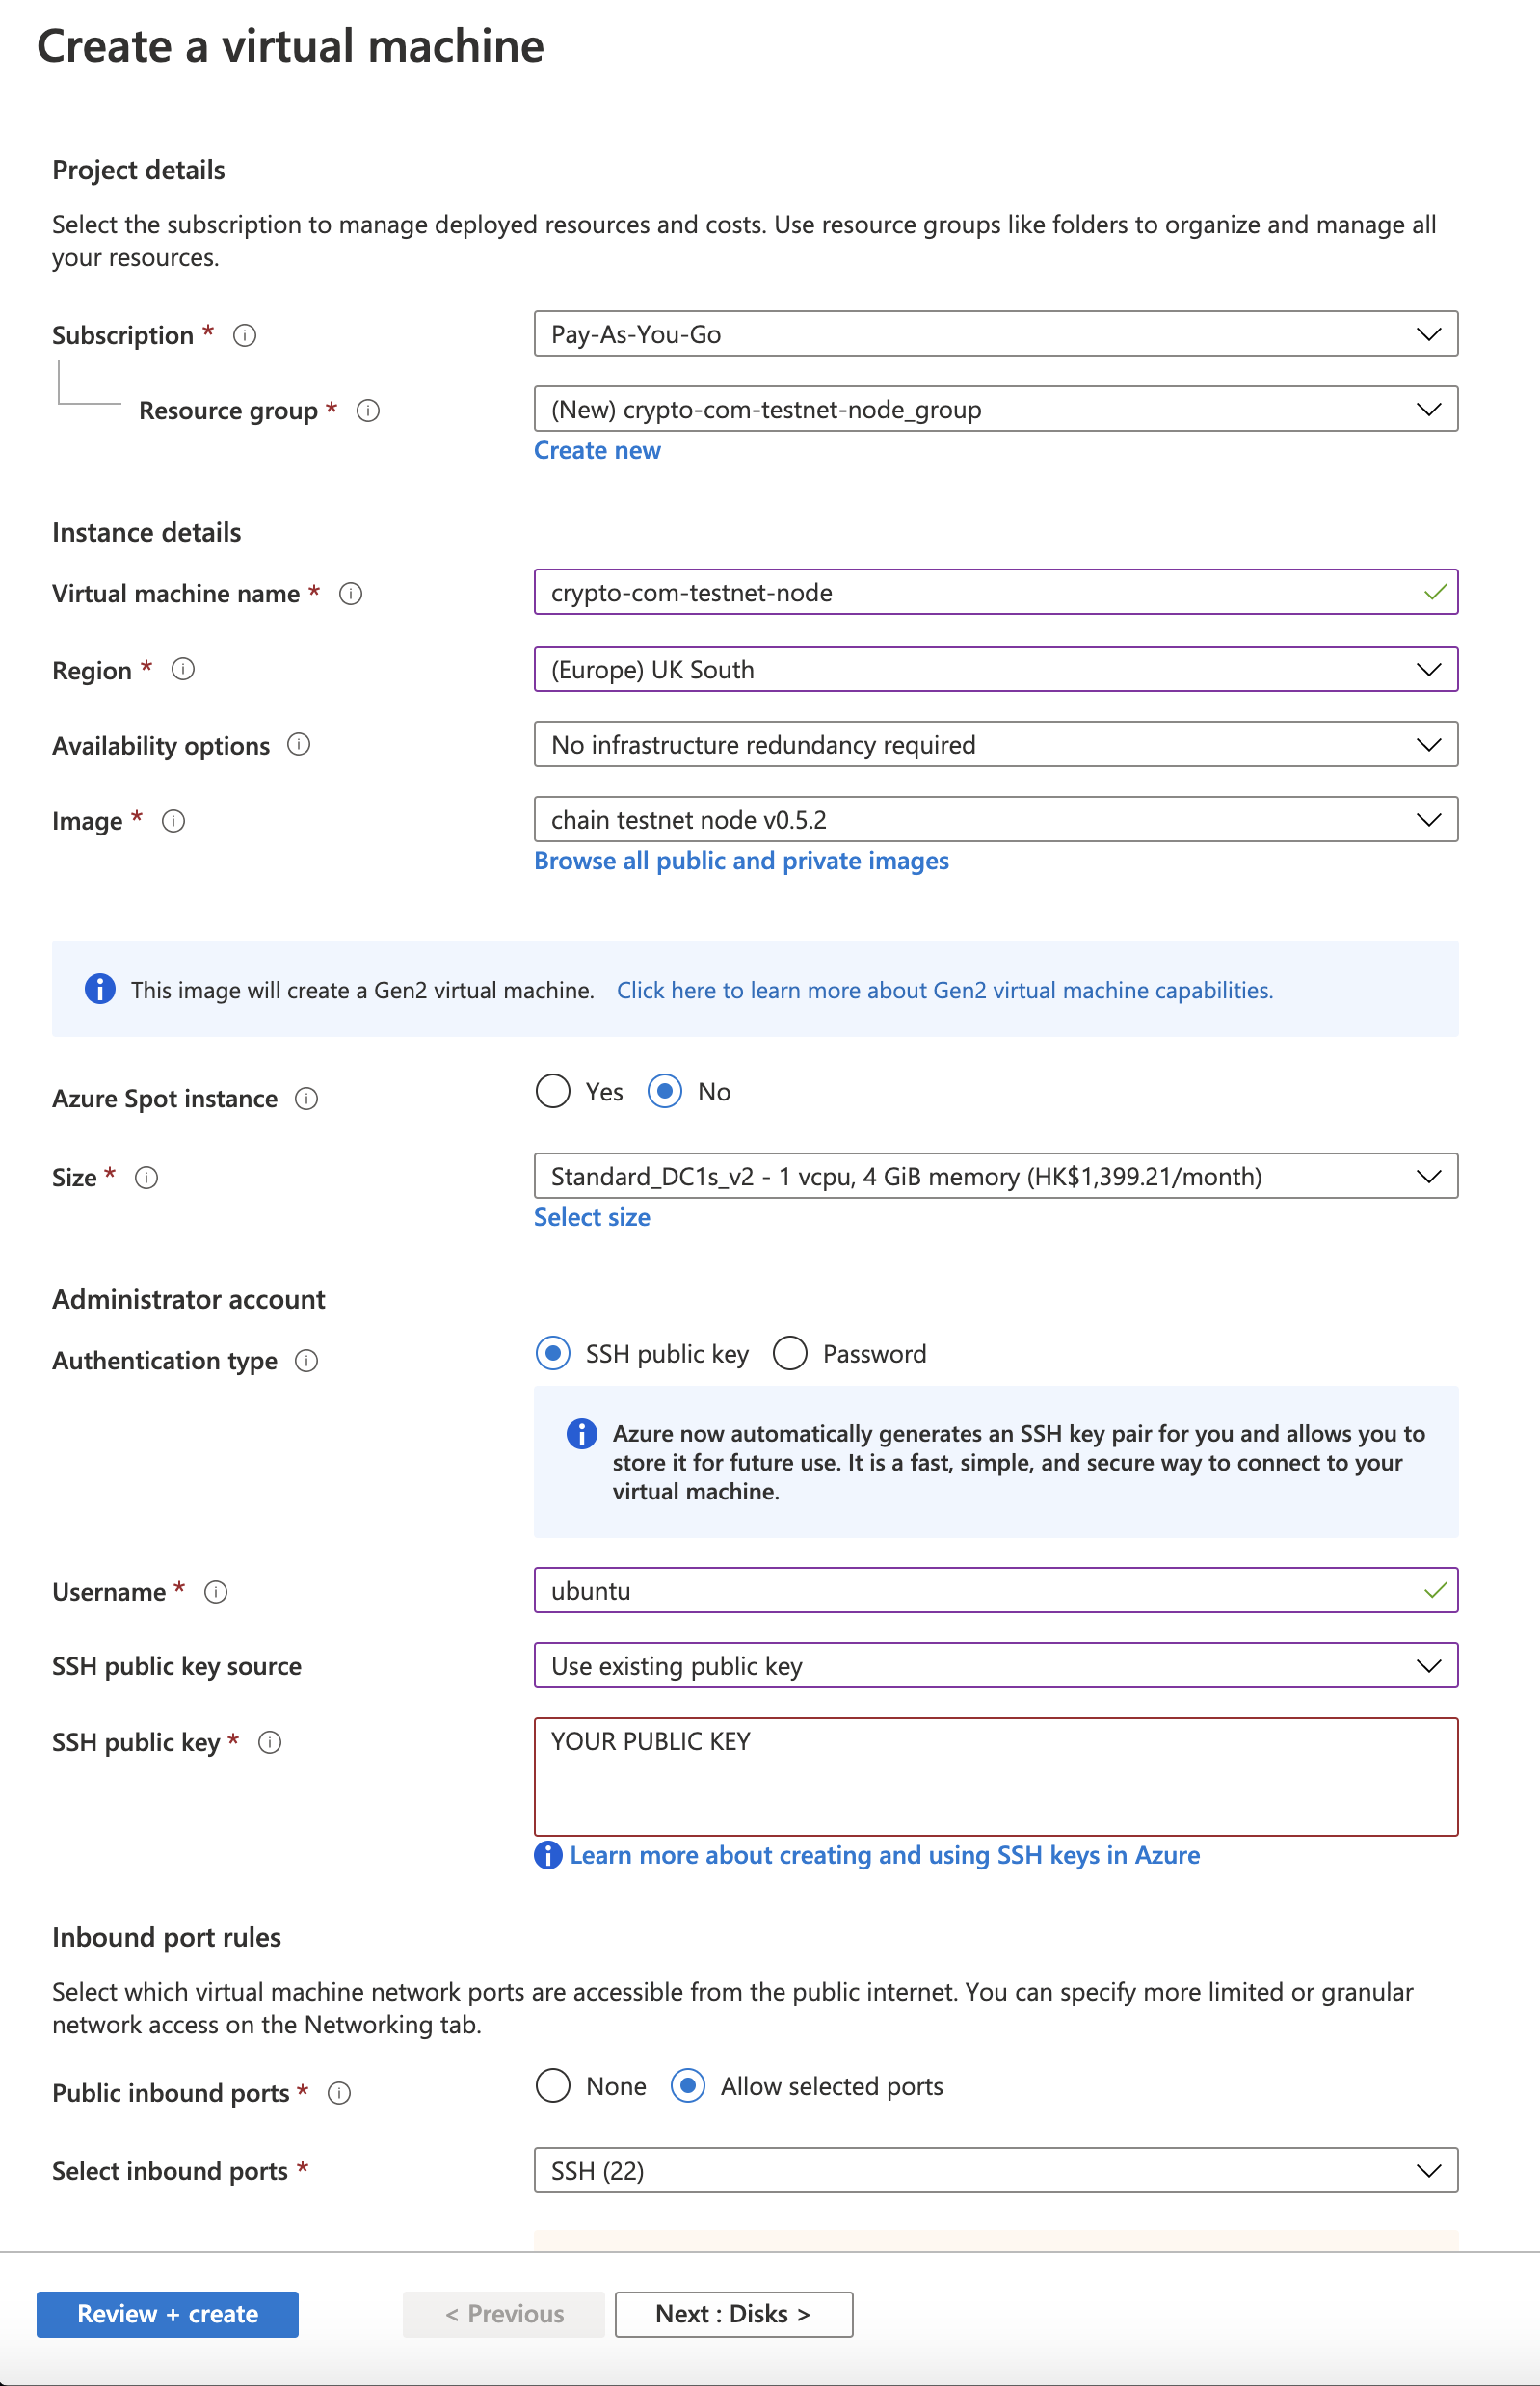 Create a virtual machine
Project details
Select the subscription to manage deployed resources and costs. Use resource groups like folders to organize and manage all
your resources.
Subscription *
Pay-As-You-Go
Resource group *
(New) crypto-com-testnet-node_group
Create new
Instance details
Virtual machine name *
crypto-com-testnet-node
Region *
(Europe) UK South
Availability options
No infrastructure redundancy required
Image *
chain testnet node v0.5.2
Browse all public and private images
This image will create a Gen2 virtual machine. Click here to learn more about Gen2 virtual machine capabilities.
Azure Spot instance
Yes No
Size *
Standard_DC1s_v2 - 1 vcpu, 4 GiB memory (HK$1,399.21/month)
Select size
Administrator account
Authentication type
SSH public key Password
Azure now automatically generates an SSH key pair for you and allows you to
store it for future use. It is a fast, simple, and secure way to connect to your
virtual machine.
Username *
ubuntu
SSH public key source
Use existing public key
SSH public key *
YOUR PUBLIC KEY
Learn more about creating and using SSH keys in Azure
Inbound port rules
Select which virtual machine network ports are accessible from the public internet. You can specify more limited or granular
network access on the Networking tab.
Public inbound ports *
None Allow selected ports
Select inbound ports *
SSH (22)
Review + create
< Previous
Next : Disks >